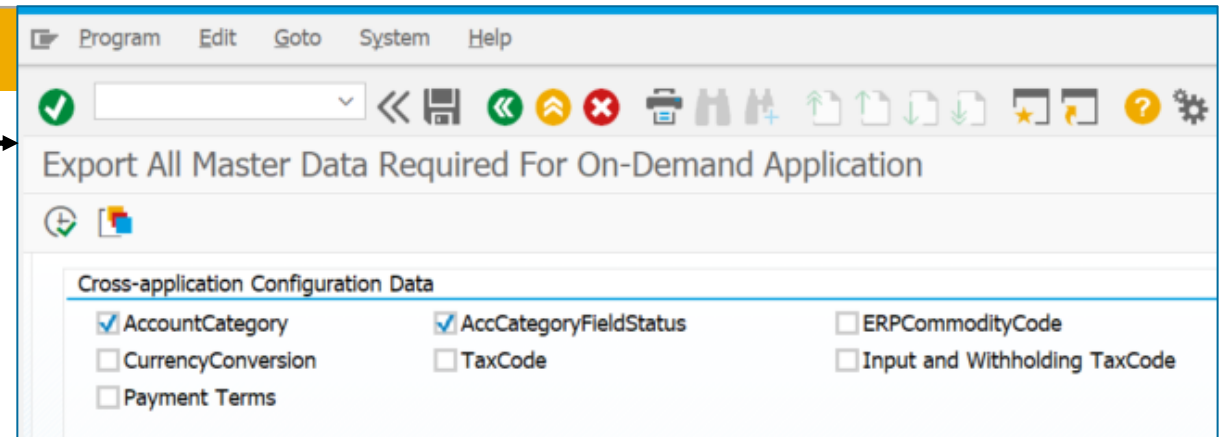 Program Edit Goto System Help
Export All Master Data Required For On-Demand Application
Cross-application Configuration Data
AccountCategory AccCategoryFieldStatus ERPCommodityCode
CurrencyConversion TaxCode Input and Withholding TaxCode
Payment Terms